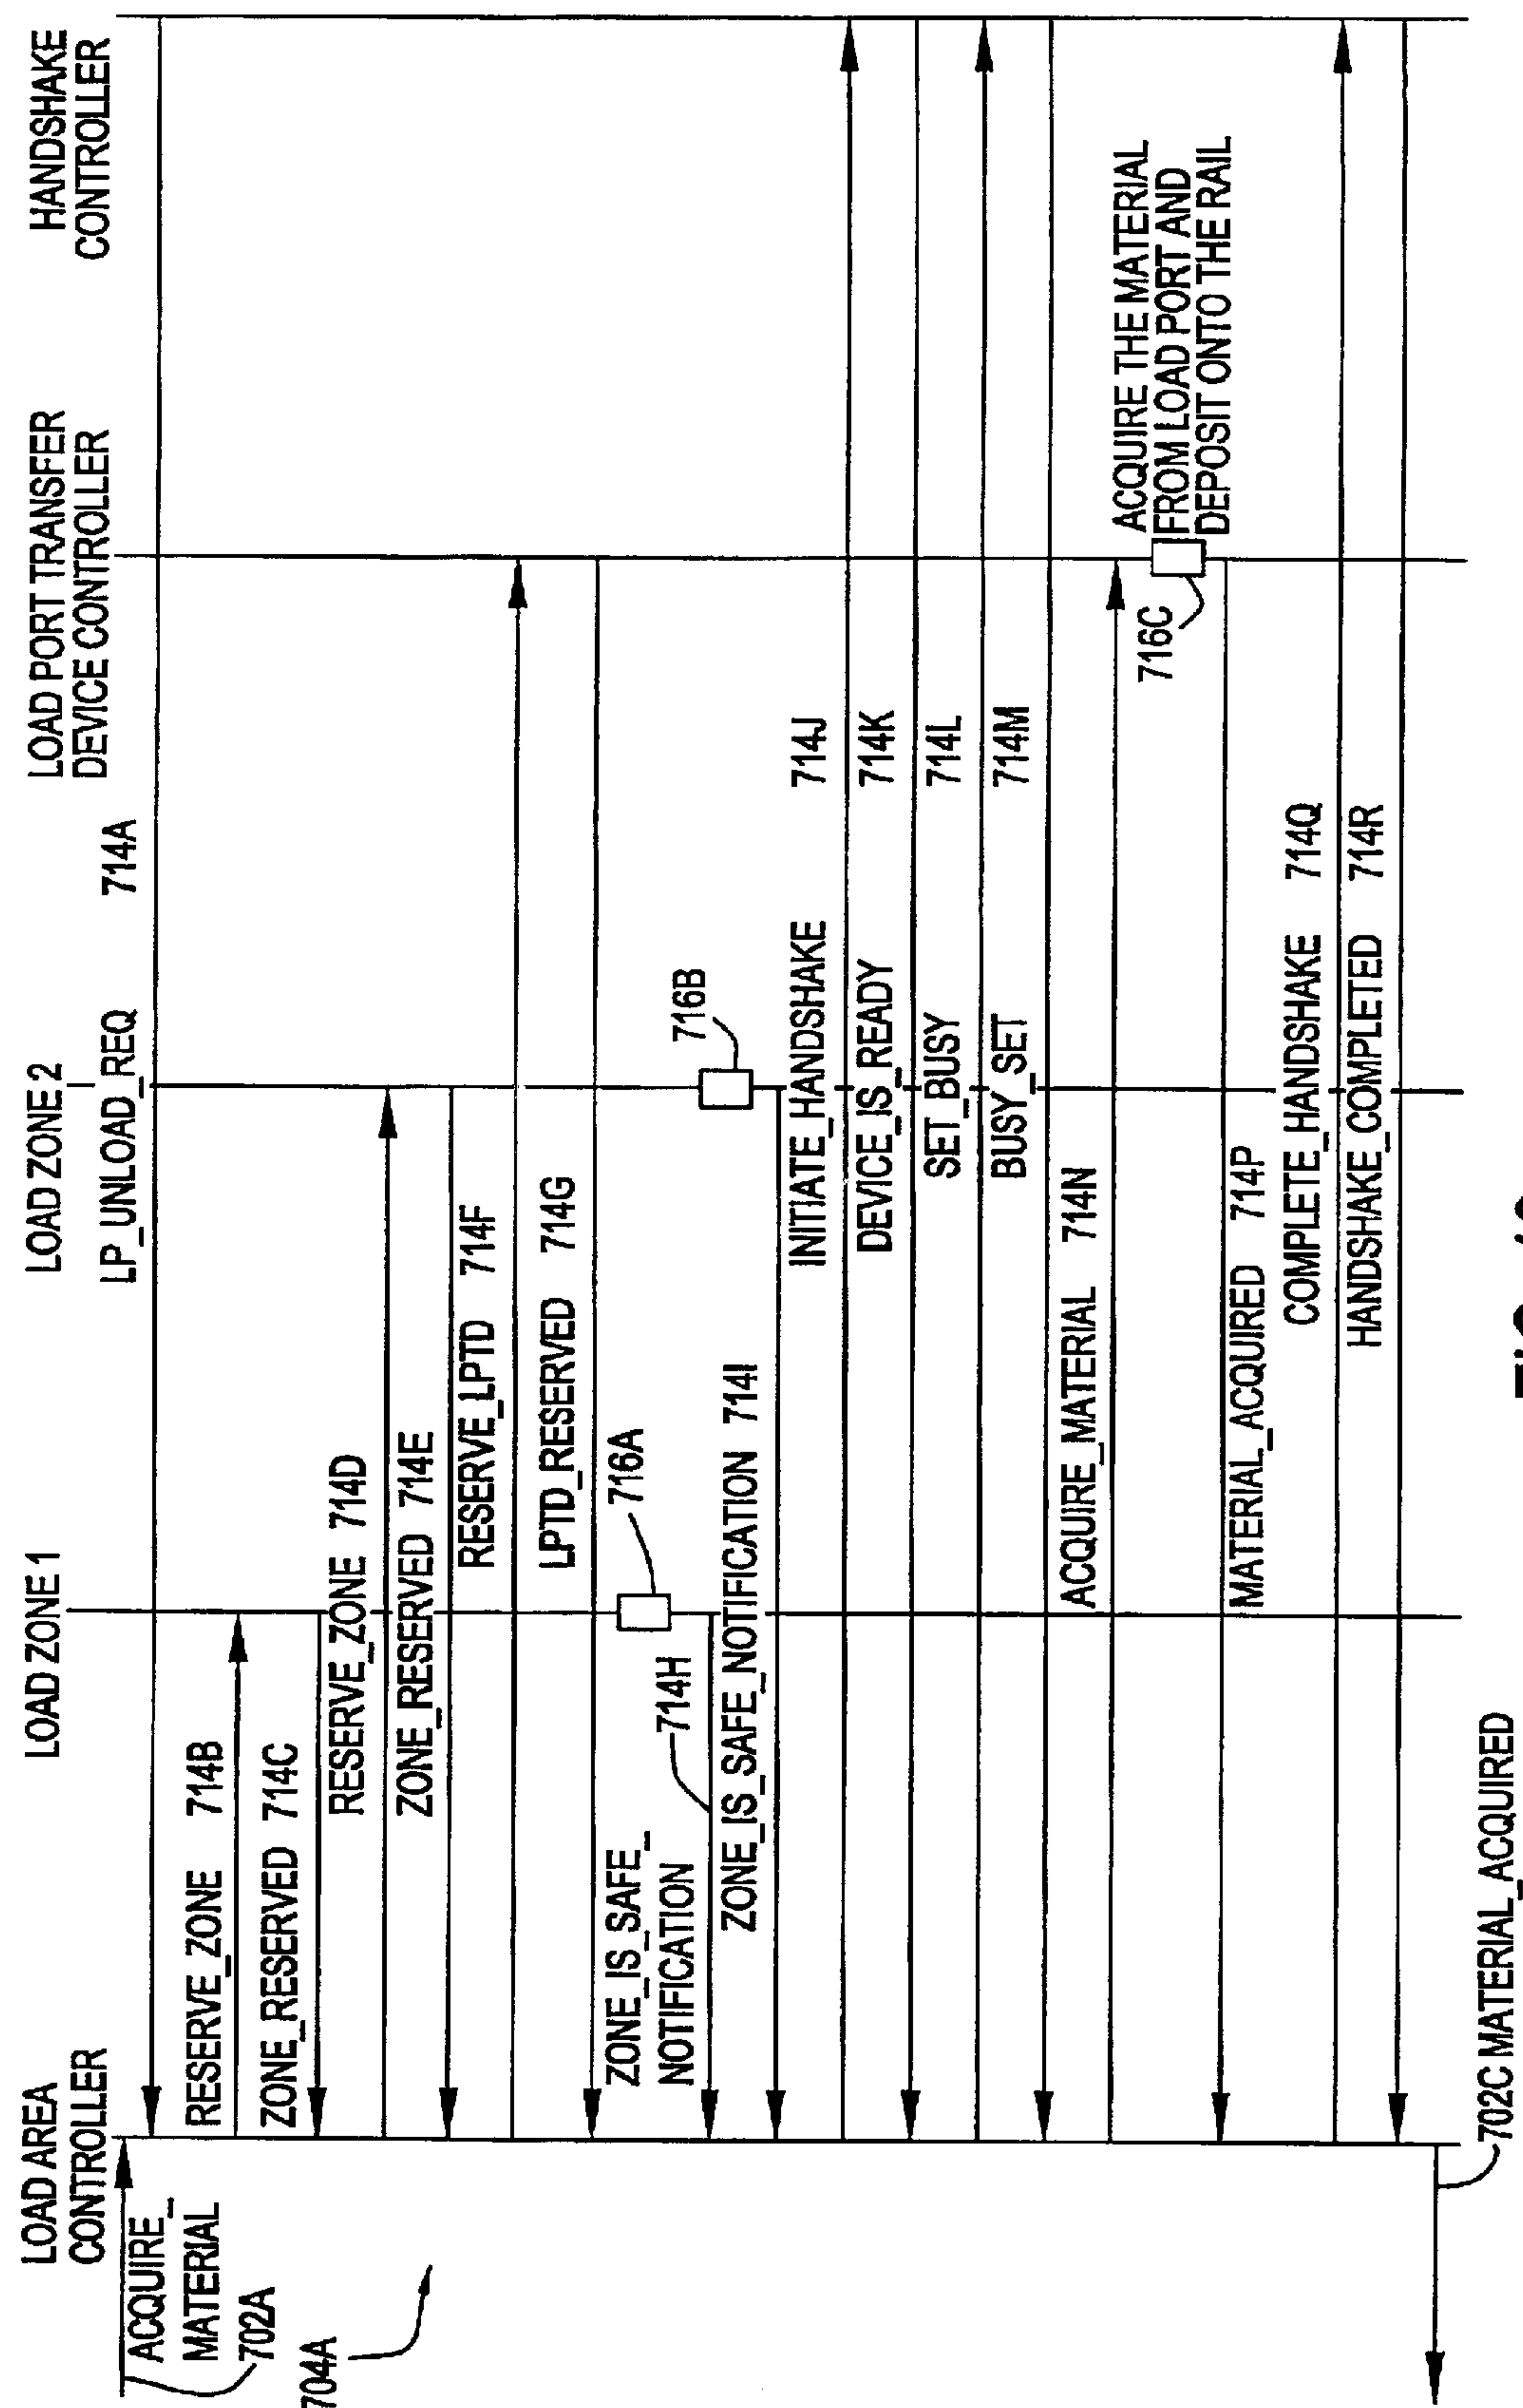 LOAD AREA
CONTROLLER
LOAD ZONE 1
LOAD ZONE 2
LOAD PORT TRANSFER
DEVICE CONTROLLER
HANDSHAKE
CONTROLLER
ACQUIRE_
MATERIAL
702A
704A
LP_UNLOAD_REQ 714A
RESERVE_ZONE 714B
ZONE_RESERVED 714C
RESERVE_ZONE 714D
ZONE_RESERVED 714E
RESERVE_LPTD 714F
LPTD_RESERVED 714G
716A
ZONE_IS_SAFE_
NOTIFICATION
714H
716B
ZONE_IS_SAFE_NOTIFICATION 714I
INITIATE_HANDSHAKE 714J
DEVICE_IS_READY 714K
SET_BUSY 714L
BUSY_SET 714M
ACQUIRE_MATERIAL 714N
716C
ACQUIRE THE MATERIAL
FROM LOAD PORT AND
DEPOSIT ONTO THE RAIL
MATERIAL_ACQUIRED 714P
COMPLETE_HANDSHAKE 714Q
HANDSHAKE_COMPLETED 714R
702C MATERIAL_ACQUIRED